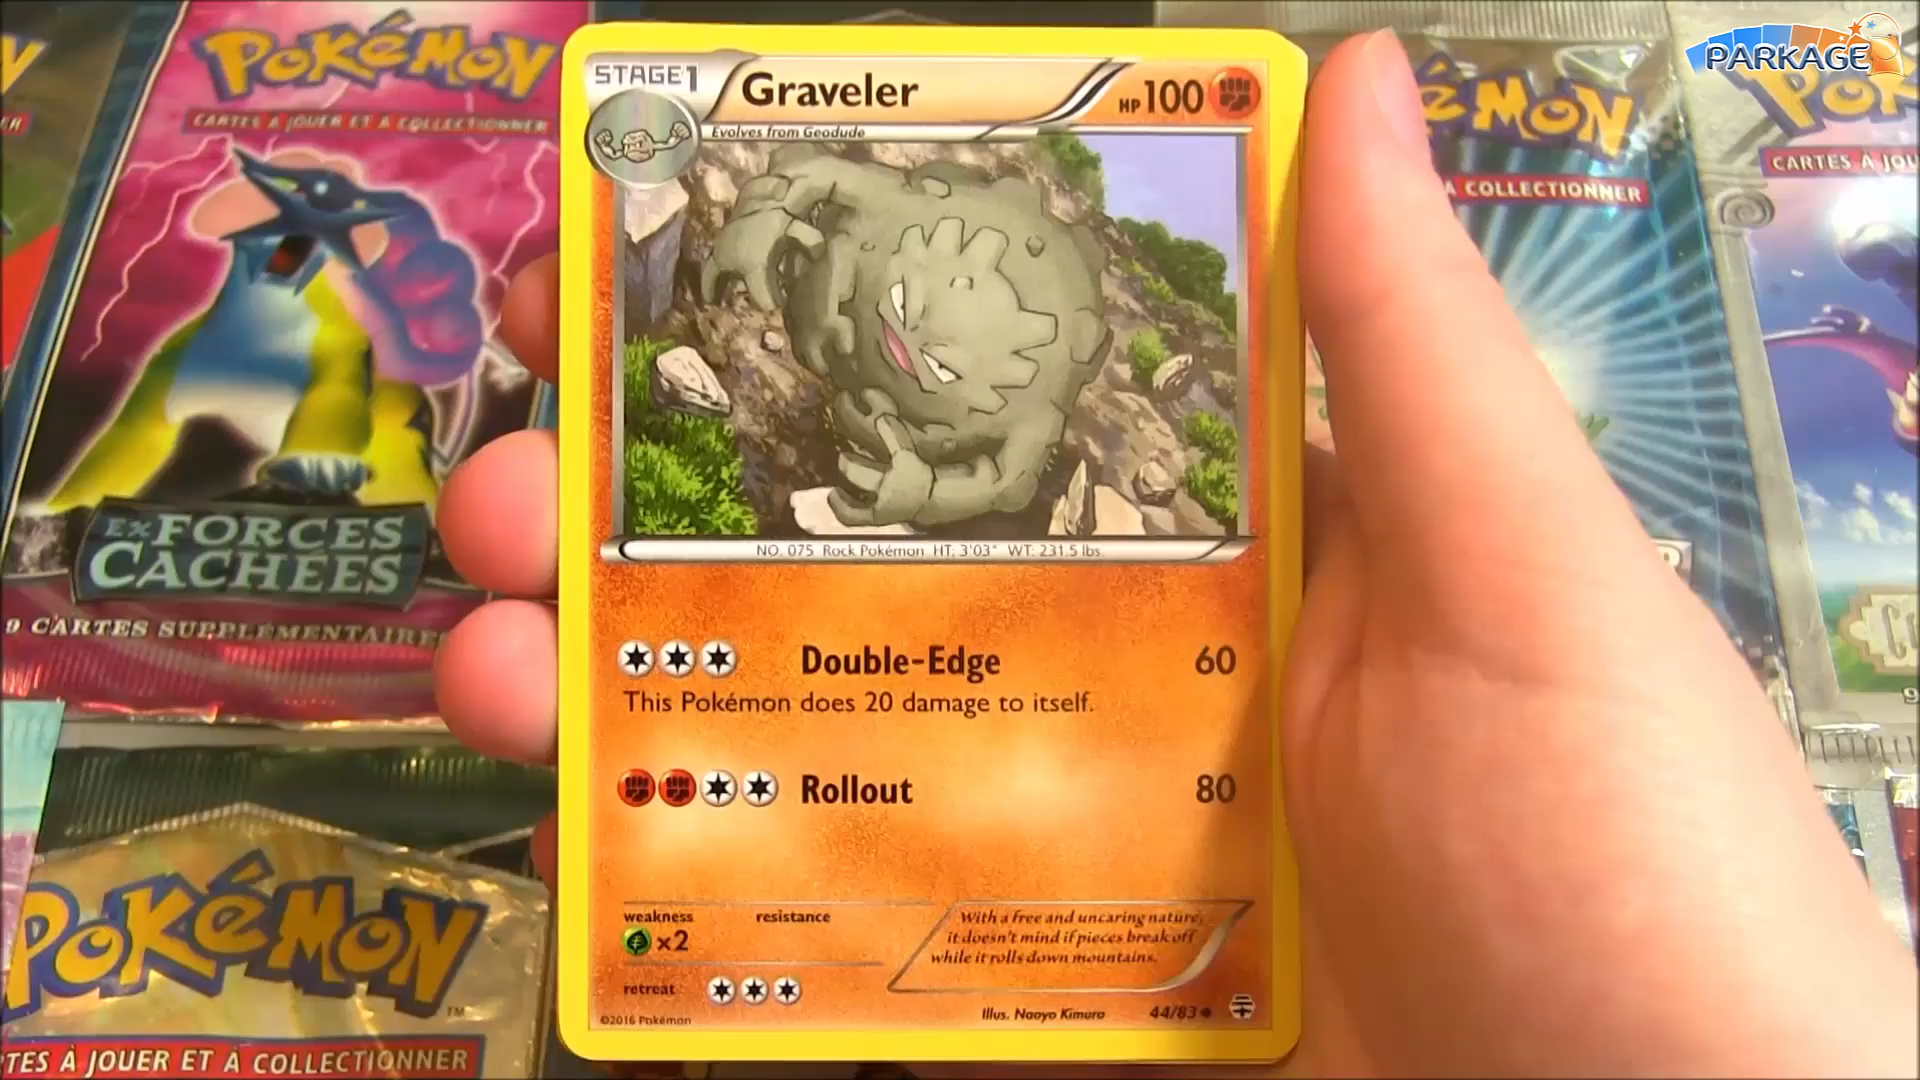 PARKAGE
POKéMON
CARTES À JOUER ET À COLLECTIONNER
EX FORCES
CACHÉES
9 CARTES SUPPLÉMENTAIRES
POKéMON
TM
TES À JOUER ET À COLLECTIONNER
STAGE1
Graveler
HP100
Evolves from Geodude
NO. 075 Rock Pokémon HT: 3'03" WT: 231.5 lbs.
Double-Edge 60
This Pokémon does 20 damage to itself.
Rollout 80
weakness resistance
x2
retreat
With a free and uncaring nature,
it doesn't mind if pieces break off
while it rolls down mountains.
©2016 Pokémon
Illus. Naoyo Kimura 44/83
éMON
A COLLECTIONNER
POK
CARTES À JOU